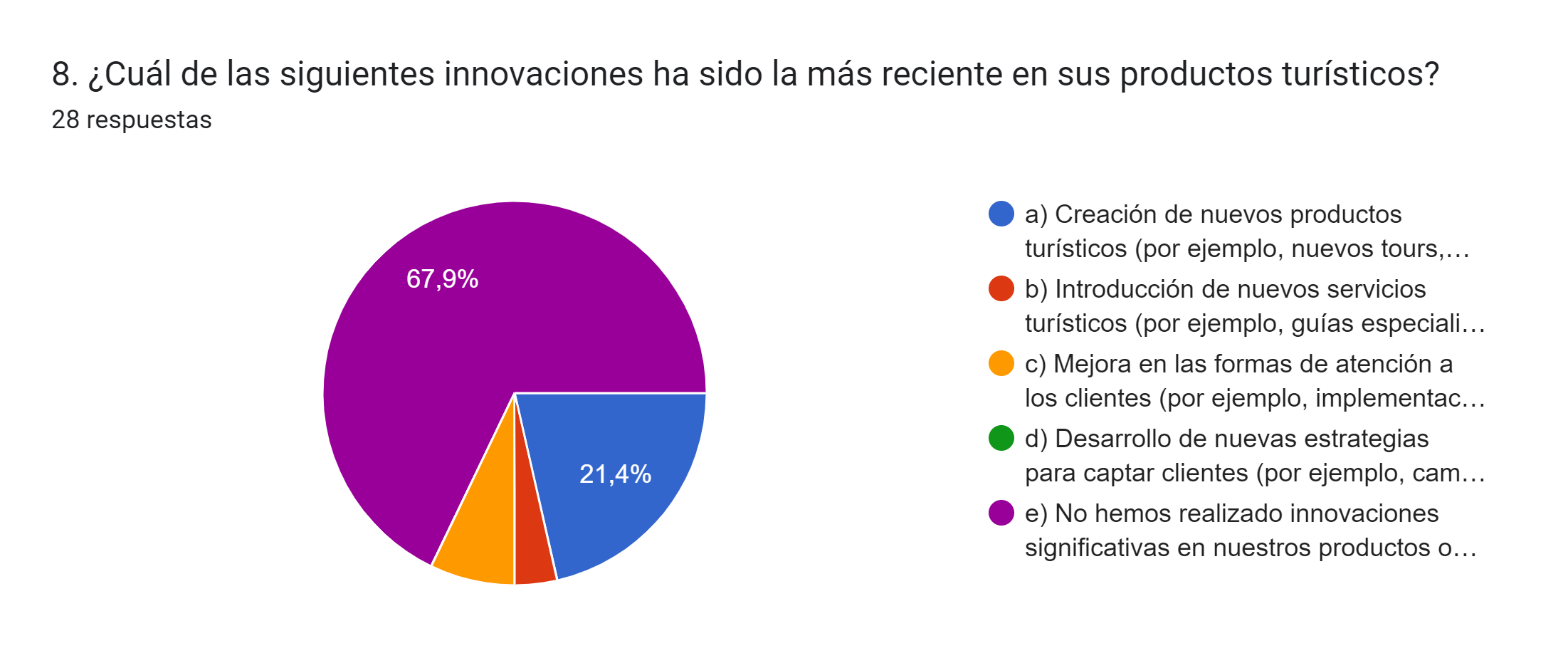 8. ¿Cuál de las siguientes innovaciones ha sido la más reciente en sus productos turísticos?
28 respuestas
67,9%
21,4%
a) Creación de nuevos productos
turísticos (por ejemplo, nuevos tours,…
b) Introducción de nuevos servicios
turísticos (por ejemplo, guías especiali…
c) Mejora en las formas de atención a
los clientes (por ejemplo, implementac…
d) Desarrollo de nuevas estrategias
para captar clientes (por ejemplo, cam…
e) No hemos realizado innovaciones
significativas en nuestros productos o…